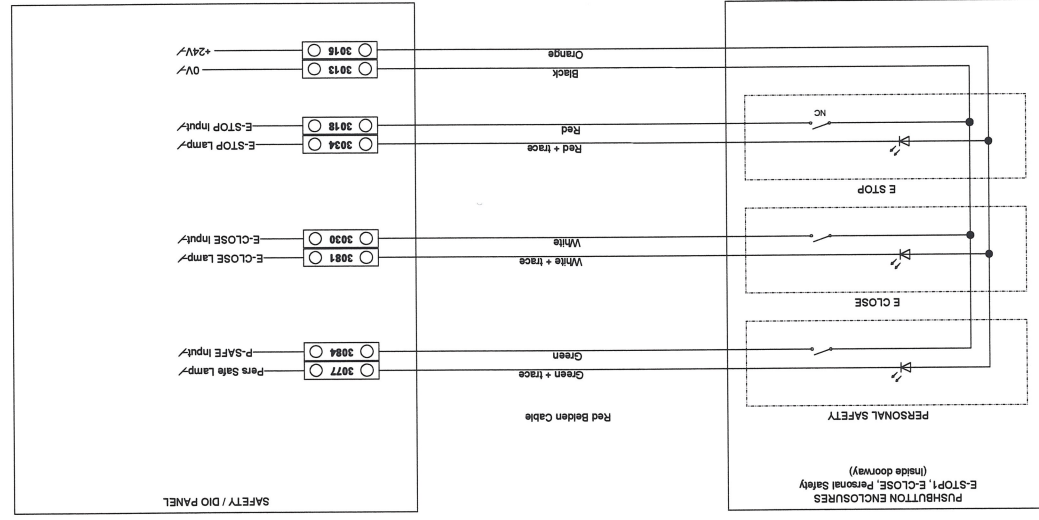 PUSHBUTTON ENCLOSURES
E-STOP1, E-CLOSE, Personal Safety
(Inside doorway)
SAFETY / DIO PANEL
Red Belden Cable
PERSONAL SAFETY
Green + trace
3077
Pers Safe Lamp
Green
3084
P-SAFE Input
E CLOSE
White + trace
3081
E-CLOSE Lamp
White
3030
E-CLOSE Input
E STOP
Red + trace
3034
E-STOP Lamp
NC
Red
3018
E-STOP Input
Black
3013
0V
Orange
3015
+24V